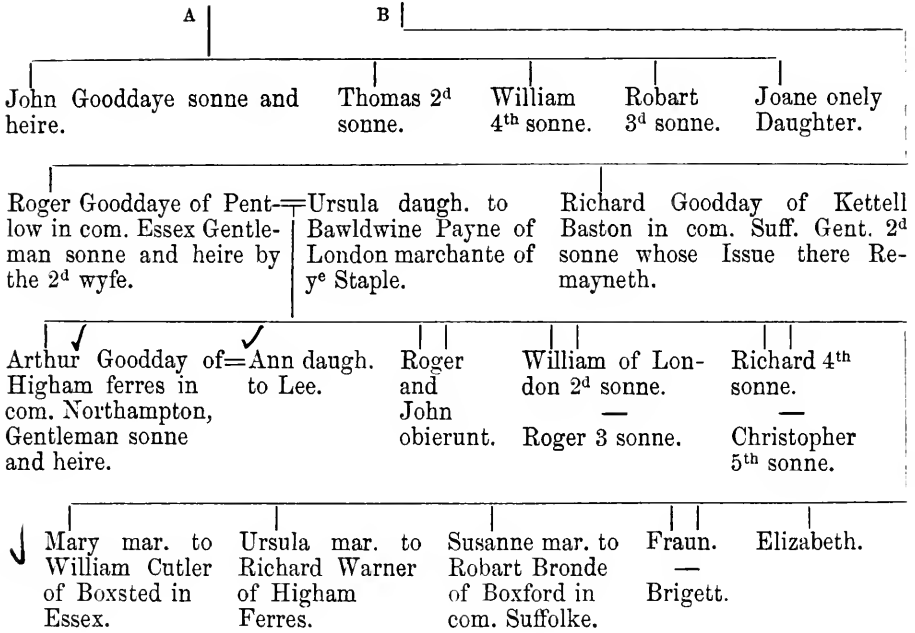 A B
John Gooddaye sonne and
heire.
Thomas 2d
sonne.
William
4th sonne.
Robart
3d sonne.
Joane onely
Daughter.
Roger Gooddaye of Pent-
low in com. Essex Gentle-
man sonne and heire by
the 2d wyfe.
=Ursula daugh. to
Bawldwine Payne of
London marchante of
ye Staple.
Richard Goodday of Kettell
Baston in com. Suff. Gent. 2d
sonne whose Issue there Re-
mayneth.
Arthur Goodday of
Higham ferres in
com. Northampton,
Gentleman sonne
and heire.
=Ann daugh.
to Lee.
Roger
and
John
obierunt.
William of Lon-
don 2d sonne.
—
Roger 3 sonne.
Richard 4th
sonne.
—
Christopher
5th sonne.
Mary mar. to
William Cutler
of Boxsted in
Essex.
Ursula mar. to
Richard Warner
of Higham
Ferres.
Susanne mar. to
Robart Bronde
of Boxford in
com. Suffolke.
Fraun.
—
Brigett.
Elizabeth.